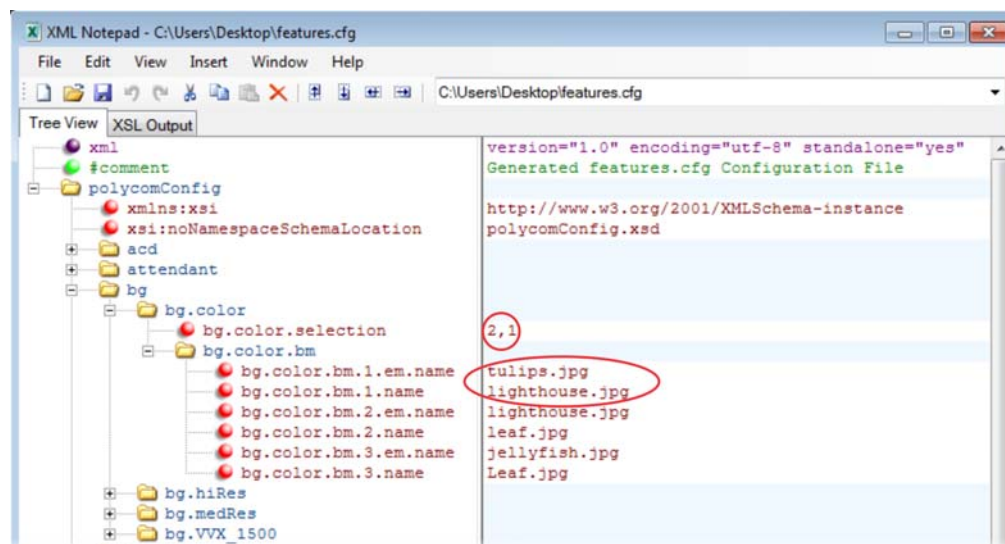 XML Notepad - C:\Users\Desktop\features.cfg
File Edit View Insert Window Help
C:\Users\Desktop\features.cfg
Tree View XSL Output
xml version="1.0" encoding="utf-8" standalone="yes"
#comment Generated features.cfg Configuration File
polycomConfig
xmlns:xsi http://www.w3.org/2001/XMLSchema-instance
xsi:noNamespaceSchemaLocation polycomConfig.xsd
acd
attendant
bg
bg.color
bg.color.selection 2,1
bg.color.bm
bg.color.bm.1.em.name tulips.jpg
bg.color.bm.1.name lighthouse.jpg
bg.color.bm.2.em.name lighthouse.jpg
bg.color.bm.2.name leaf.jpg
bg.color.bm.3.em.name jellyfish.jpg
bg.color.bm.3.name Leaf.jpg
bg.hiRes
bg.medRes
bg.VVX_1500